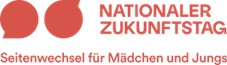 NATIONALER
ZUKUNFTSTAG
Seitenwechsel für Mädchen und Jungs